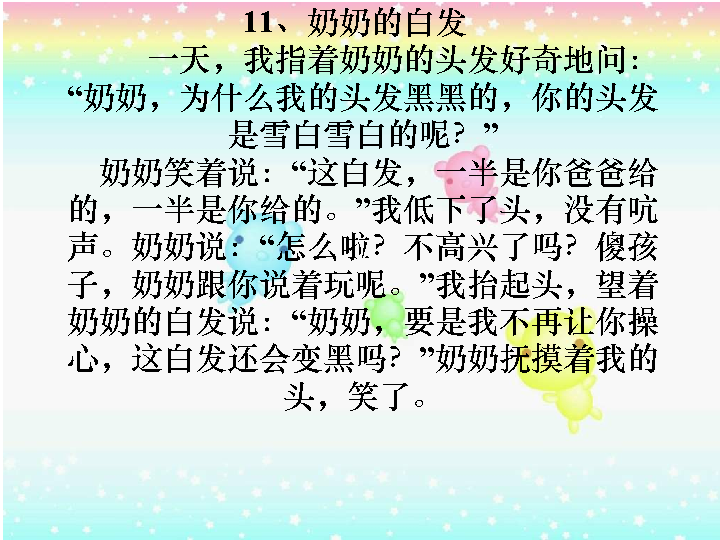 11、奶奶的白发
一天，我指着奶奶的头发好奇地问：
“奶奶，为什么我的头发黑黑的，你的头发
是雪白雪白的呢？”
奶奶笑着说：“这白发，一半是你爸爸给
的，一半是你给的。”我低下了头，没有吭
声。奶奶说：“怎么啦？不高兴了吗？傻孩
子，奶奶跟你说着玩呢。”我抬起头，望着
奶奶的白发说：“奶奶，要是我不再让你操
心，这白发还会变黑吗？”奶奶抚摸着我的
头，笑了。